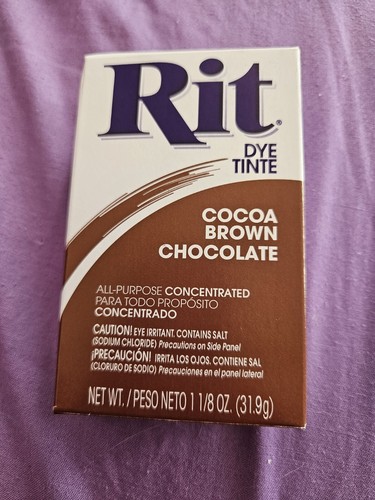 Rit®
DYE
TINTE
COCOA
BROWN
CHOCOLATE
ALL-PURPOSE CONCENTRATED
PARA TODO PROPÓSITO
CONCENTRADO
CAUTION! EYE IRRITANT. CONTAINS SALT
(SODIUM CHLORIDE) Precautions on Side Panel
¡PRECAUCIÓN! IRRITA LOS OJOS. CONTIENE SAL
(CLORURO DE SODIO) Precauciones en el panel lateral
NET WT. / PESO NETO 1 1/8 OZ. (31.9g)